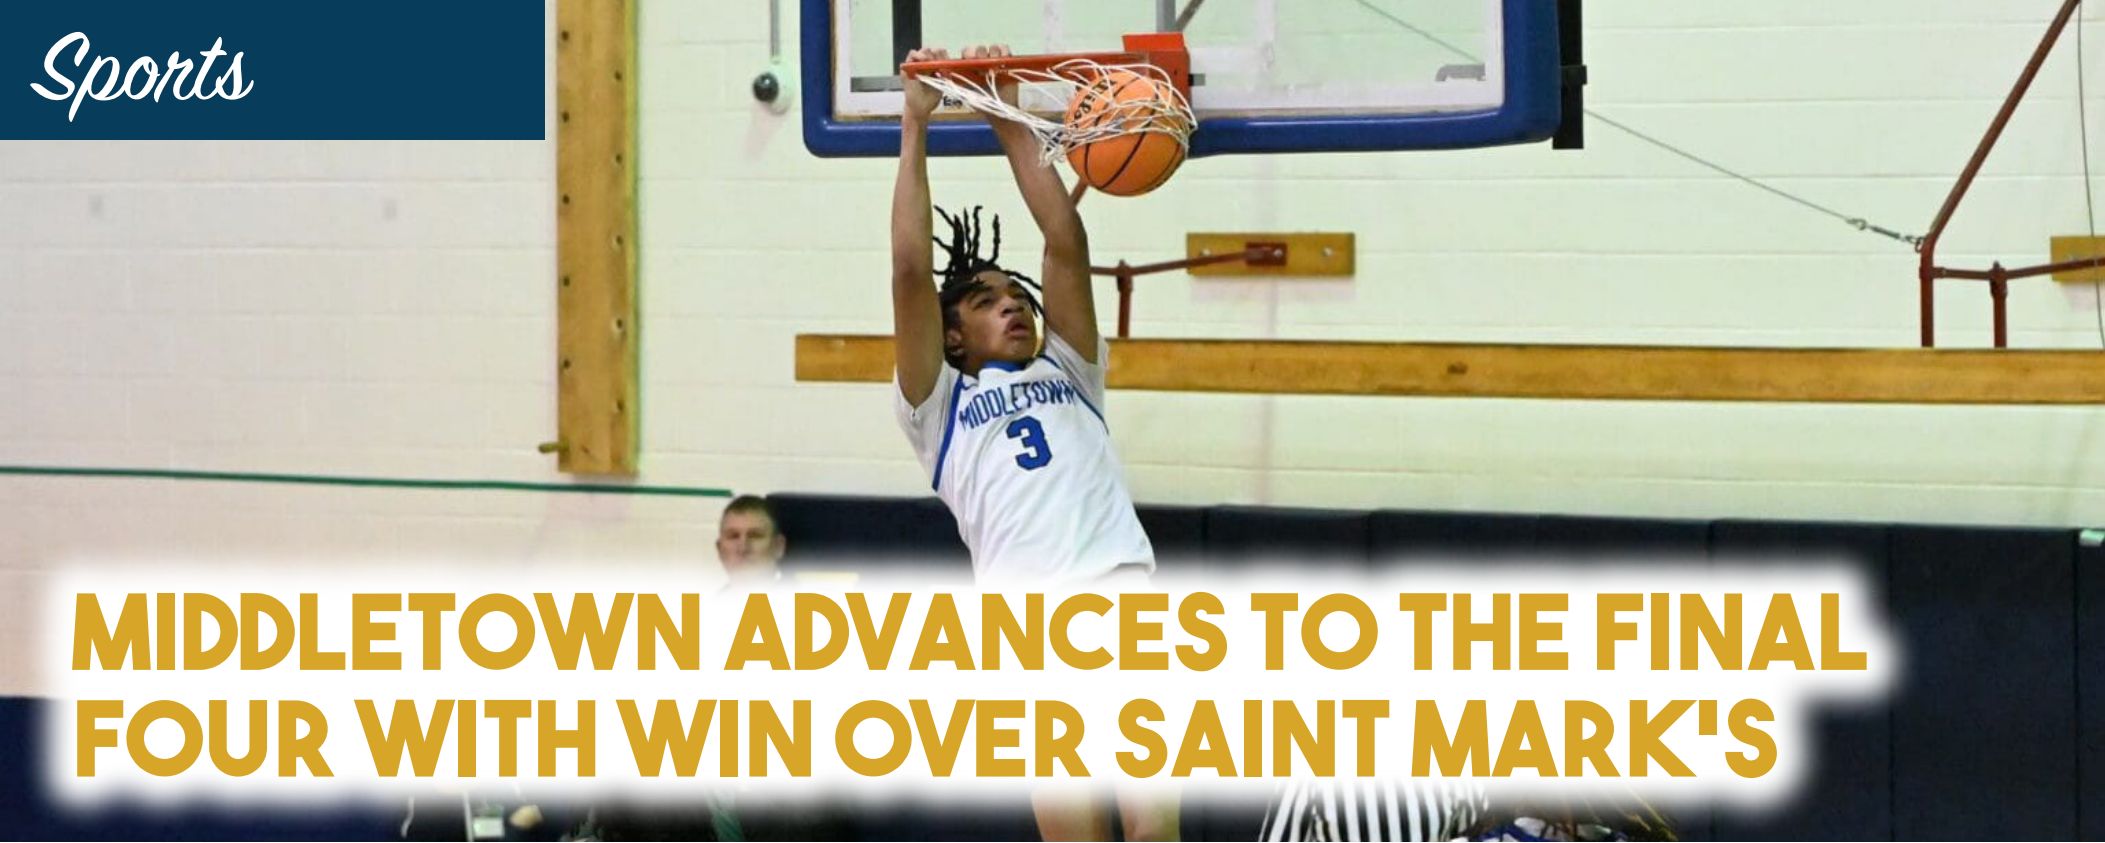 Sports
MIDDLETOWN
3
MIDDLETOWN ADVANCES TO THE FINAL
FOUR WITH WIN OVER SAINT MARK'S